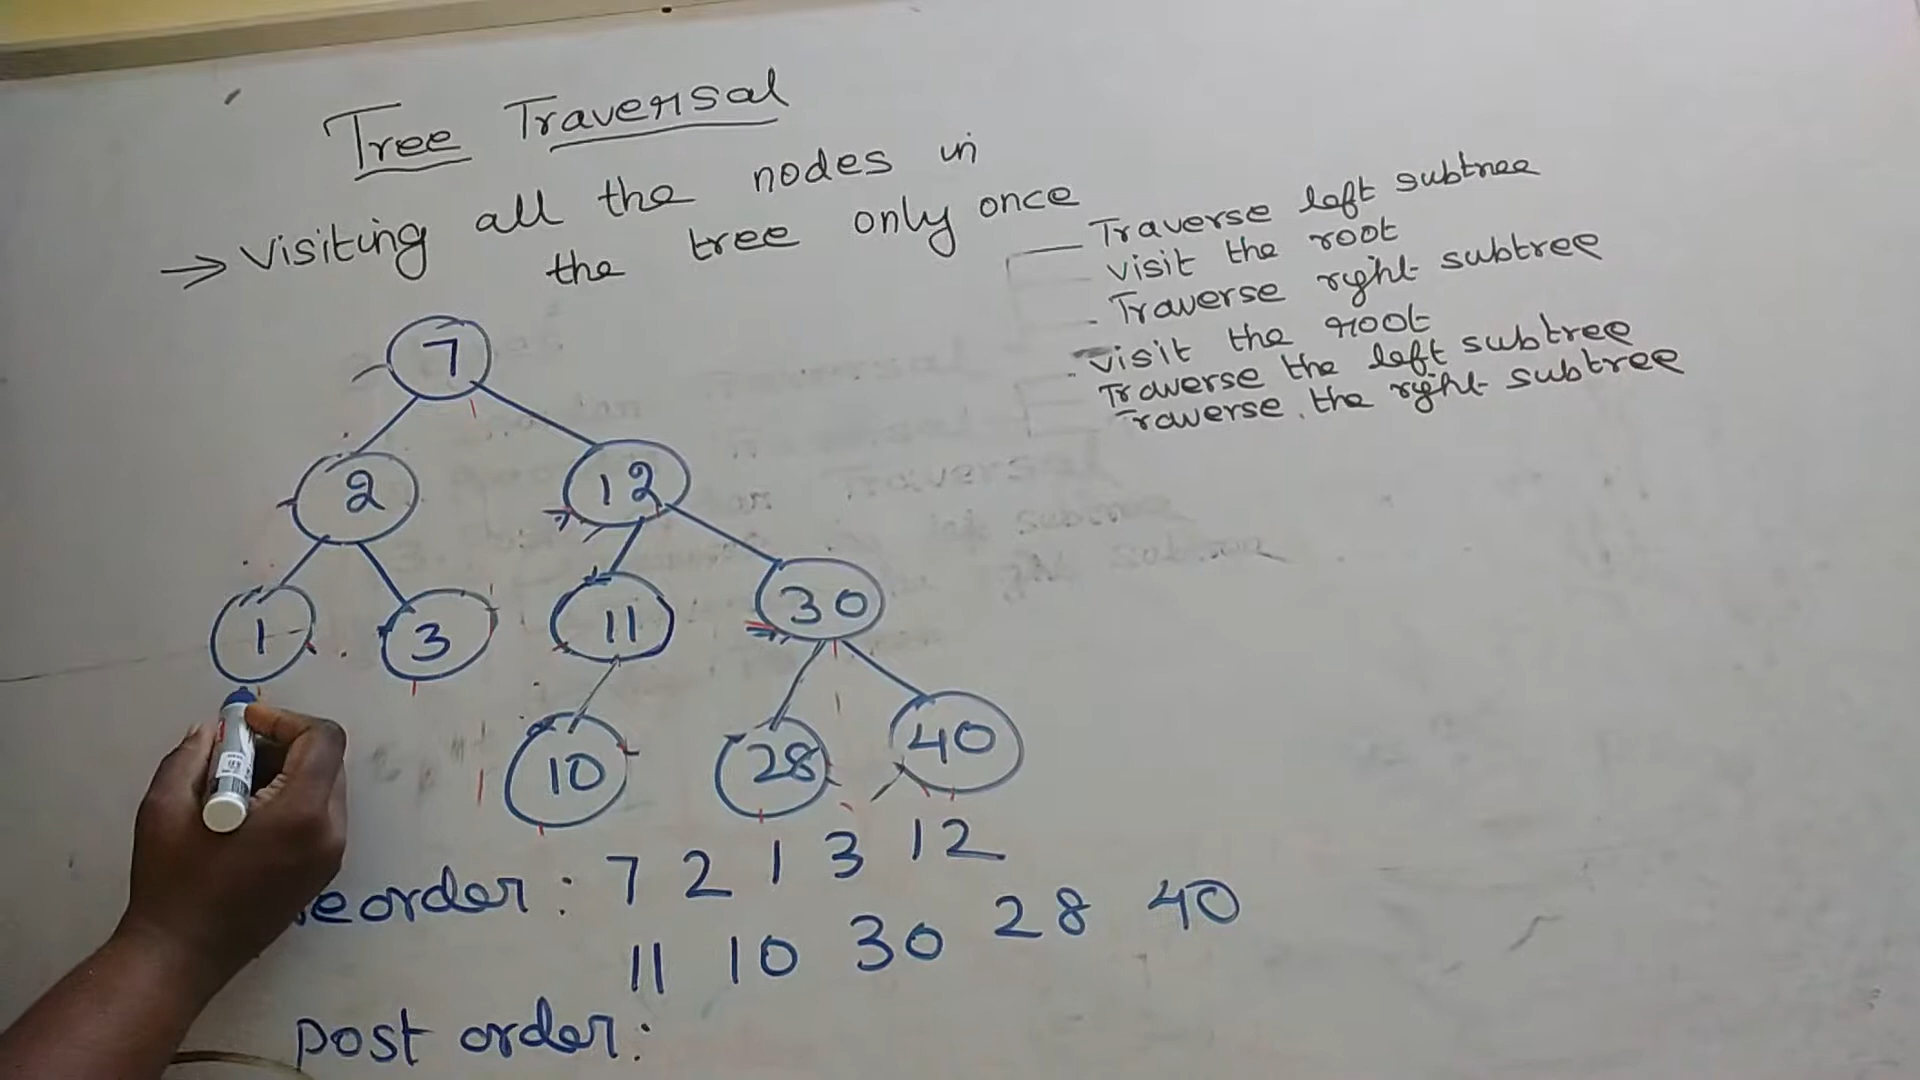 Tree Traversal
→ Visiting all the nodes in
the tree only once
Traverse left subtree
visit the root
Traverse right subtree
visit the root
Traverse the left subtree
Traverse the right subtree
7
2
12
1
3
11
30
10
28
40
eorder: 7 2 1 3 12
11 10 30 28 40
post order: